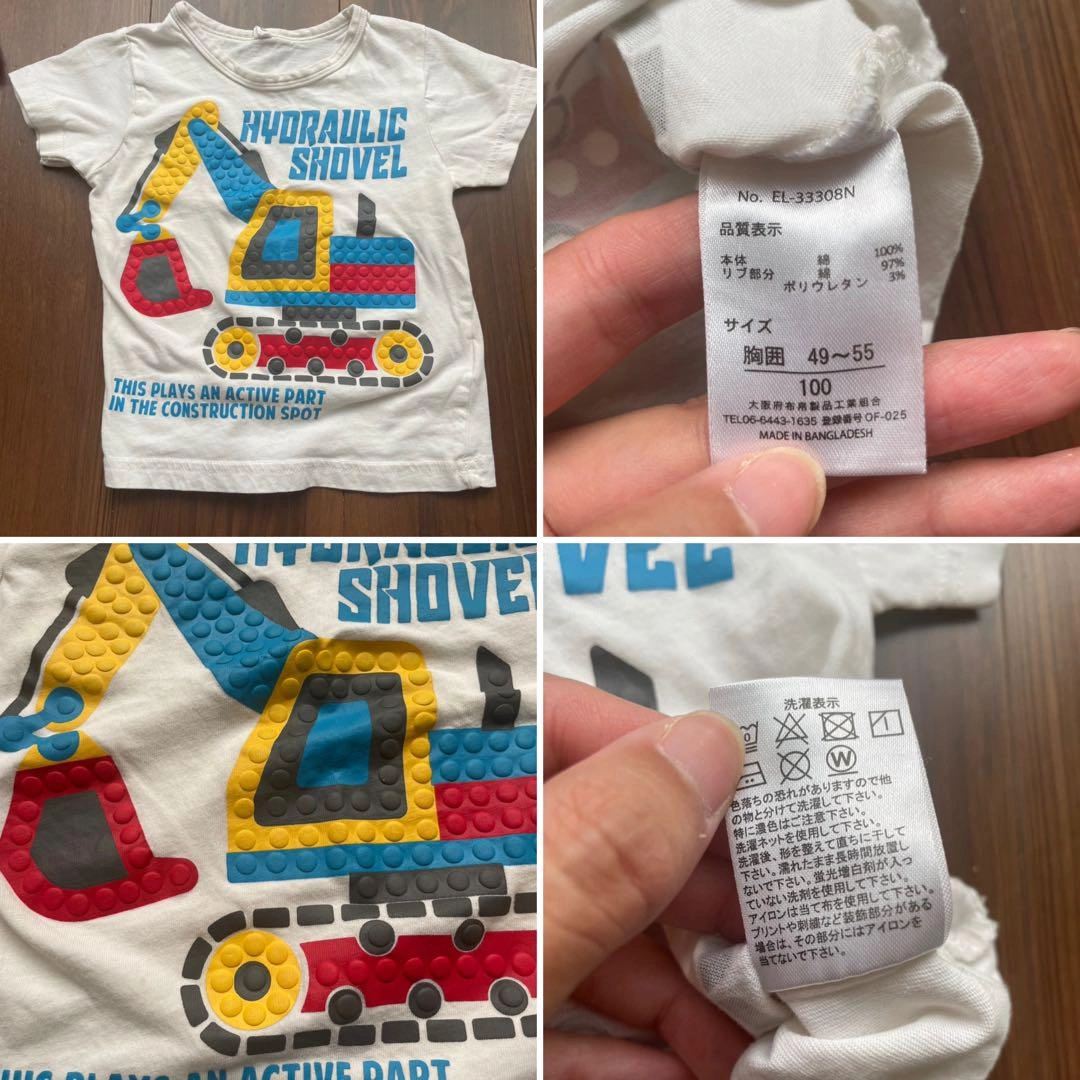 HYDRAULIC
SHOVEL
THIS PLAYS AN ACTIVE PART
IN THE CONSTRUCTION SPOT
No. EL-33308N
品質表示
本体 綿 100%
リブ部分 綿 97%
ポリウレタン 3%
サイズ
胸囲 49～55
100
大阪府布帛製品工業組合
TEL06-6443-1635 登録番号OF-025
MADE IN BANGLADESH
HYDRAULIC
SHOVEL
THIS PLAYS AN ACTIVE PART
VEL
洗濯表示
W
色落ちの恐れがありますので他
の物と分けて洗濯して下さい。
特に濃色はご注意下さい。
洗濯ネットを使用して下さい。
洗濯後、形を整えて直ちに干して
下さい。濡れたまま長時間放置し
ないで下さい。蛍光増白剤が入っ
ていない洗剤を使用して下さい。
アイロンは当て布を使用して下さい。
プリントや刺繍など装飾部分がある
場合は、その部分にはアイロンを
当てないで下さい。